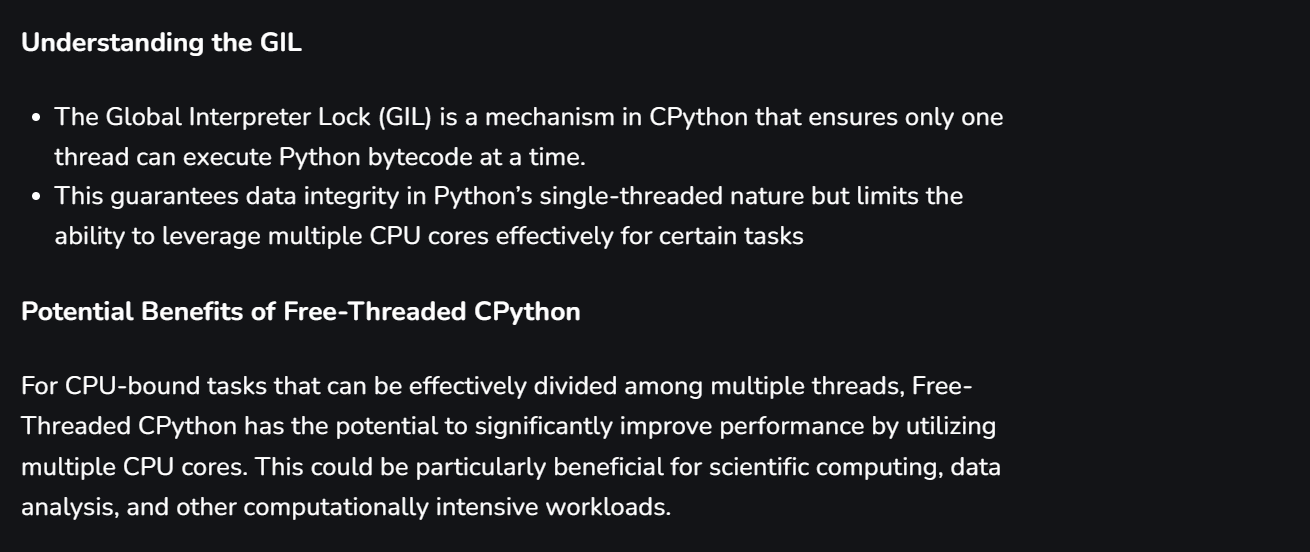 Understanding the GIL
• The Global Interpreter Lock (GIL) is a mechanism in CPython that ensures only one
thread can execute Python bytecode at a time.
• This guarantees data integrity in Python’s single-threaded nature but limits the
ability to leverage multiple CPU cores effectively for certain tasks
Potential Benefits of Free-Threaded CPython
For CPU-bound tasks that can be effectively divided among multiple threads, Free-
Threaded CPython has the potential to significantly improve performance by utilizing
multiple CPU cores. This could be particularly beneficial for scientific computing, data
analysis, and other computationally intensive workloads.